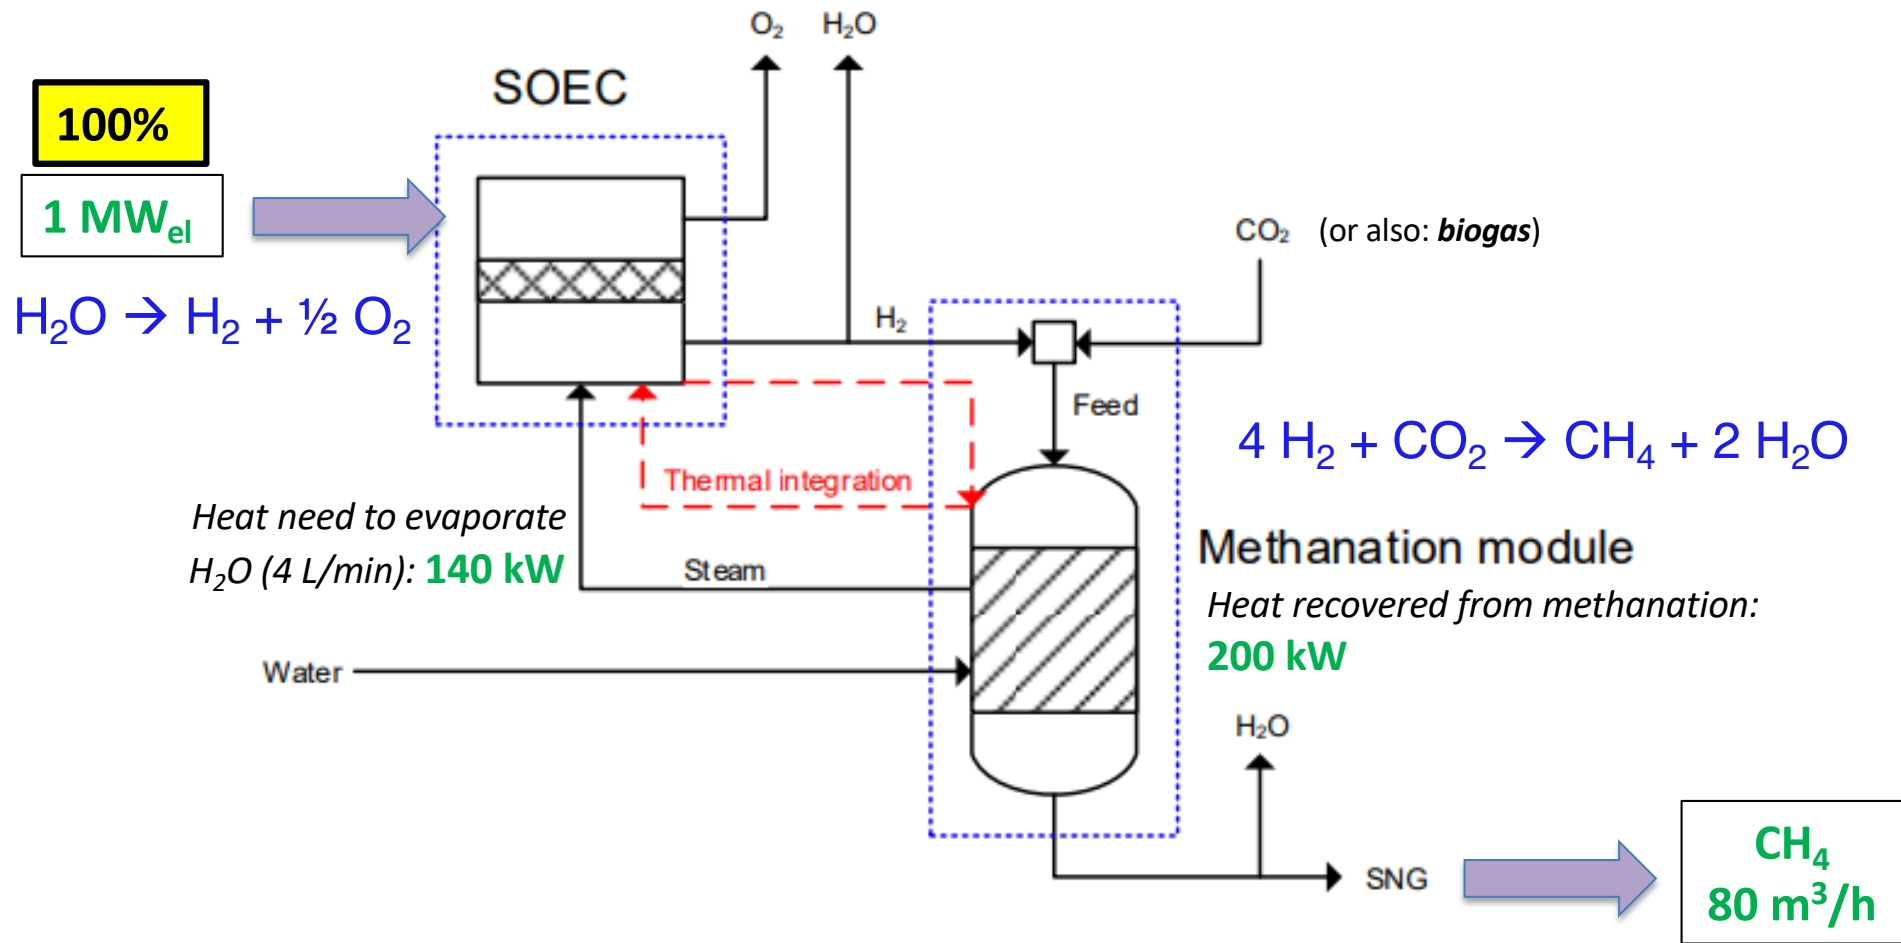 O₂ H₂O
SOEC
100%
1 MWₑₗ
CO₂ (or also: biogas)
H₂O → H₂ + ½ O₂
H₂
Feed
4 H₂ + CO₂ → CH₄ + 2 H₂O
Thermal integration
Heat need to evaporate
H₂O (4 L/min): 140 kW
Steam
Methanation module
Heat recovered from methanation:
200 kW
Water
H₂O
SNG
CH₄
80 m³/h